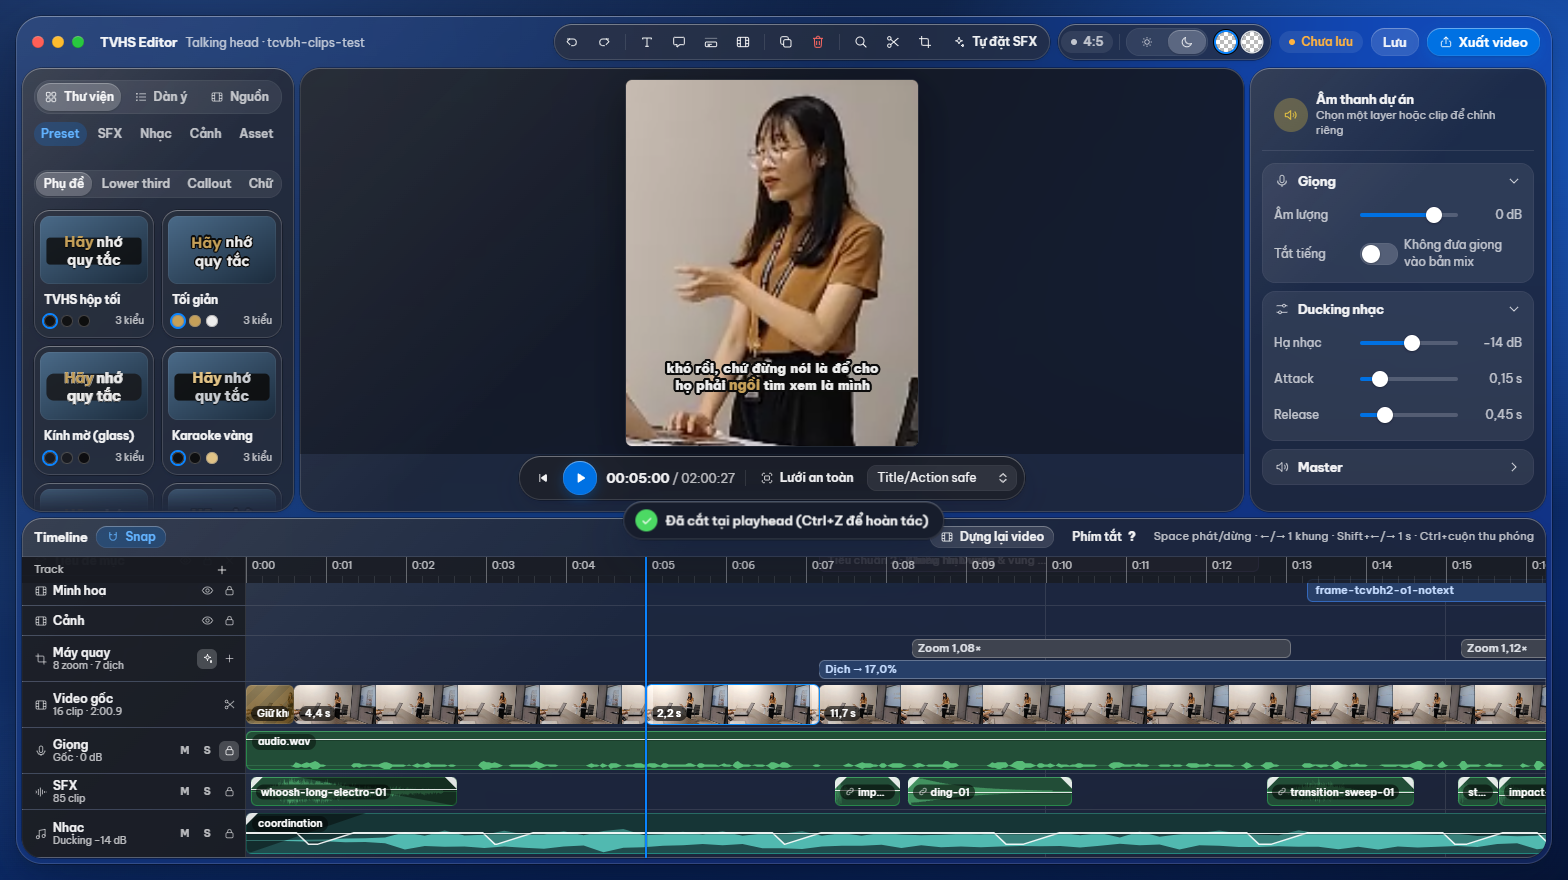 TVHS Editor Talking head · tcvbh-clips-test
Tự đặt SFX
4:5
Chưa lưu
Lưu
Xuất video
Thư viện Dàn ý Nguồn
Preset SFX Nhạc Cảnh Asset
Phụ đề Lower third Callout Chữ
Hãy nhớ
quy tắc
TVHS hộp tối
3 kiểu
Hãy nhớ
quy tắc
Tối giản
3 kiểu
Hãy nhớ
quy tắc
Kính mờ (glass)
3 kiểu
Hãy nhớ
quy tắc
Karaoke vàng
3 kiểu
khó rồi, chứ đừng nói là để cho
họ phải ngồi tìm xem là mình
00:05:00 / 02:00:27
Lưới an toàn
Title/Action safe
Đã cắt tại playhead (Ctrl+Z để hoàn tác)
Âm thanh dự án
Chọn một layer hoặc clip để chỉnh
riêng
Giọng
Âm lượng 0 dB
Tắt tiếng Không đưa giọng
vào bản mix
Ducking nhạc
Hạ nhạc -14 dB
Attack 0,15 s
Release 0,45 s
Master
Timeline Snap
Dựng lại video
Phím tắt ?
Space phát/dừng · ←/→ 1 khung · Shift+←/→ 1 s · Ctrl+cuộn thu phóng
Track +
0:00 0:01 0:02 0:03 0:04 0:05 0:06 0:07 0:08 0:09 0:10 0:11 0:12 0:13 0:14 0:15
Minh họa
frame-tcvbh2-o1-notext
Cảnh
Máy quay
8 zoom · 7 dịch
Zoom 1,08×
Zoom 1,12×
Dịch → 17,0%
Video gốc
16 clip · 2:00.9
4,4 s
2,2 s
11,7 s
Giọng
Gốc · 0 dB
M S
audio.wav
SFX
85 clip
M S
whoosh-long-electro-01
imp...
ding-01
transition-sweep-01
st...
impact
Nhạc
Ducking -14 dB
M S
coordination